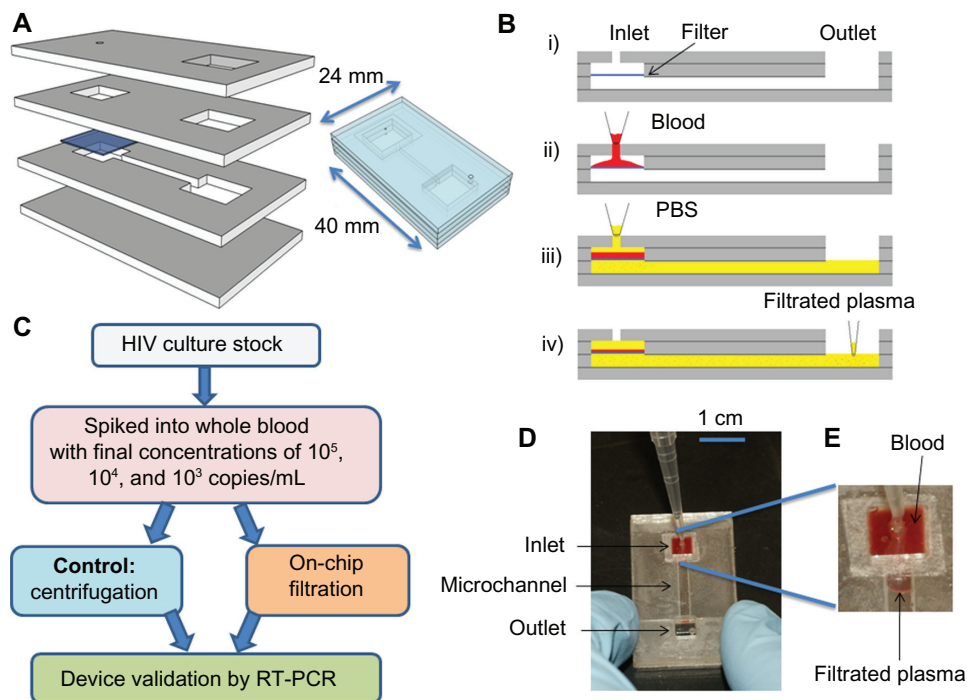 A
24 mm
40 mm
B
Inlet
Outlet
i)
Filter
Blood
ii)
PBS
iii)
Filtrated plasma
iv)
C
HIV culture stock
Spiked into whole blood
with final concentrations of 10⁵,
10⁴, and 10³ copies/mL
Control:
centrifugation
On-chip
filtration
Device validation by RT-PCR
D
1 cm
Inlet
Microchannel
Outlet
E
Blood
Filtrated plasma